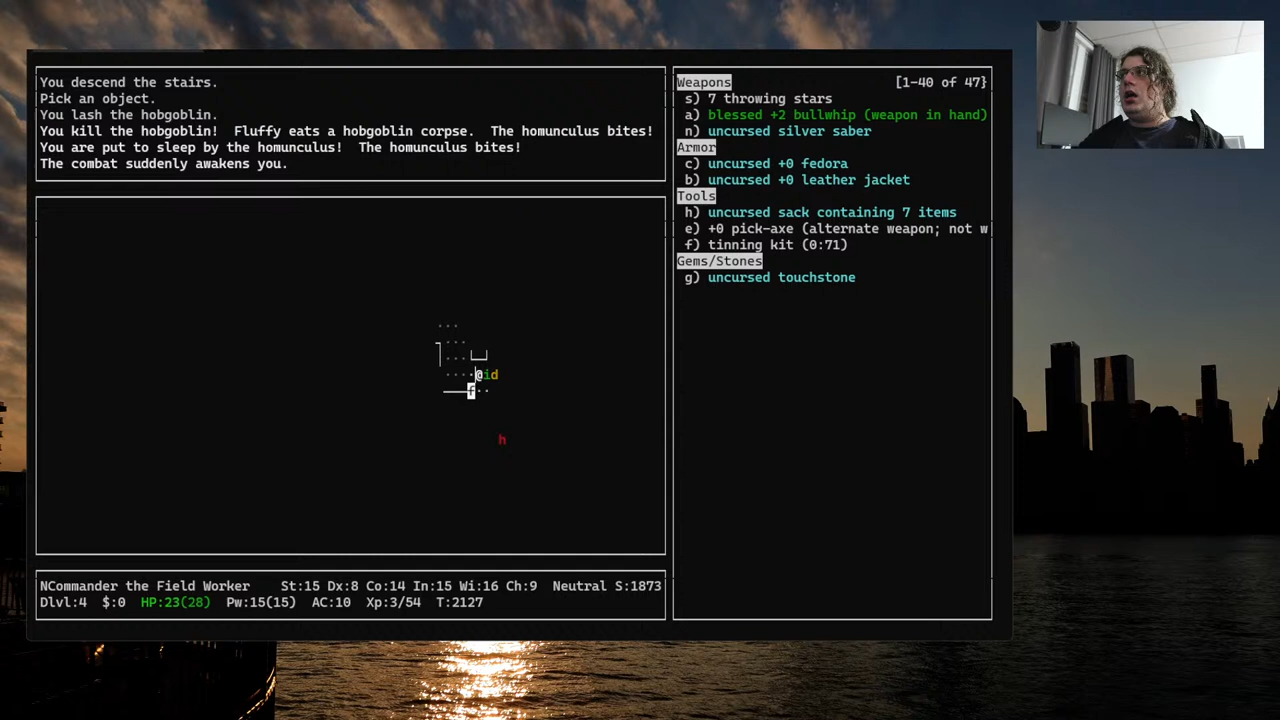 You descend the stairs.
Pick an object.
You lash the hobgoblin.
You kill the hobgoblin!  Fluffy eats a hobgoblin corpse.  The homunculus bites!
You are put to sleep by the homunculus!  The homunculus bites!
The combat suddenly awakens you.
Weapons [1-40 of 47}
s) 7 throwing stars
a) blessed +2 bullwhip (weapon in hand)
n) uncursed silver saber
Armor
c) uncursed +0 fedora
b) uncursed +0 leather jacket
Tools
h) uncursed sack containing 7 items
e) +0 pick-axe (alternate weapon; not w
f) tinning kit (0:71)
Gems/Stones
g) uncursed touchstone
@id
f
h
NCommander the Field Worker St:15 Dx:8 Co:14 In:15 Wi:16 Ch:9 Neutral S:1873
Dlvl:4 $:0 HP:23(28) Pw:15(15) AC:10 Xp:3/54 T:2127